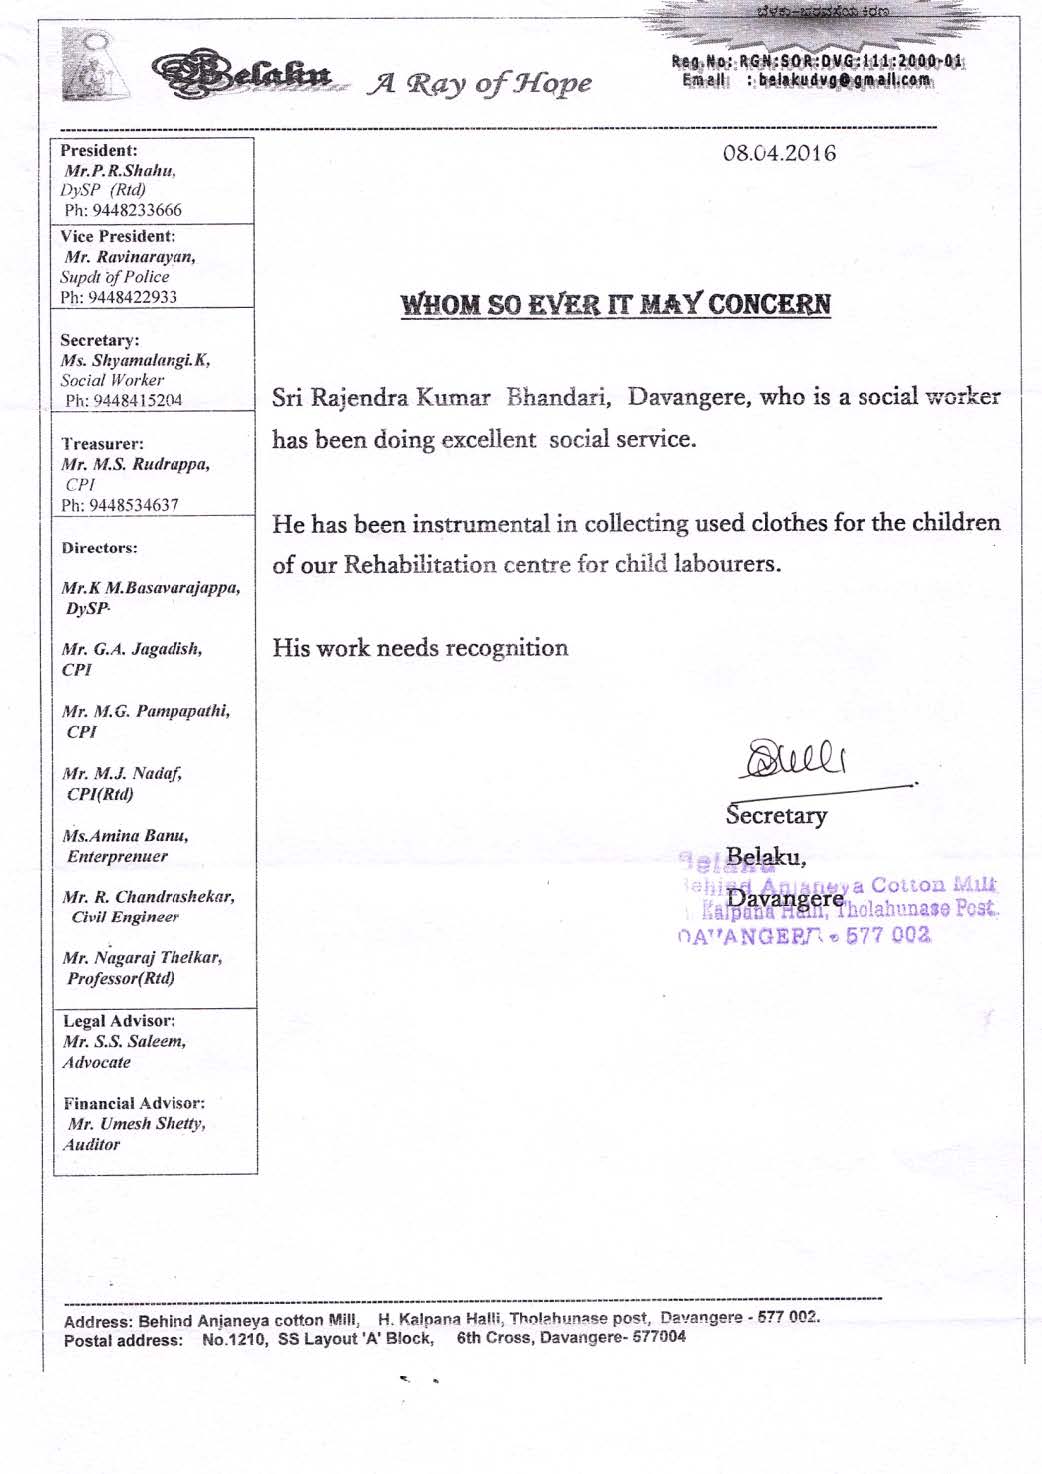 ಬೆಳಕು-ಭರವಸೆಯ ಕಿರಣ
Belaku A Ray of Hope
Reg.No: RGN:SOR:DVG:111:2000-01
Email : belakudvg@gmail.com
President:
Mr.P.R.Shahu,
DySP (Rtd)
Ph: 9448233666
Vice President:
Mr. Ravinarayan,
Supdt of Police
Ph: 9448422933
Secretary:
Ms. Shyamalangi.K,
Social Worker
Ph: 9448415204
Treasurer:
Mr. M.S. Rudrappa,
CPI
Ph: 9448534637
Directors:
Mr.K M.Basavarajappa,
DySP
Mr. G.A. Jagadish,
CPI
Mr. M.G. Pampapathi,
CPI
Mr. M.J. Nadaf,
CPI(Rtd)
Ms.Amina Banu,
Enterprenuer
Mr. R. Chandrashekar,
Civil Engineer
Mr. Nagaraj Thelkar,
Professor(Rtd)
Legal Advisor:
Mr. S.S. Saleem,
Advocate
Financial Advisor:
Mr. Umesh Shetty,
Auditor
08.04.2016
WHOM SO EVER IT MAY CONCERN
Sri Rajendra Kumar Bhandari, Davangere, who is a social worker
has been doing excellent social service.
He has been instrumental in collecting used clothes for the children
of our Rehabilitation centre for child labourers.
His work needs recognition
Secretary
Belaku,
Davangere
Belaku
Behind Anjaneya Cotton Mill
Kalpana Halli, Tholahunase Post.
DAVANGERE - 577 002
Address: Behind Anjaneya cotton Mill, H. Kalpana Halli, Tholahunase post, Davangere - 577 002.
Postal address: No.1210, SS Layout 'A' Block, 6th Cross, Davangere- 577004